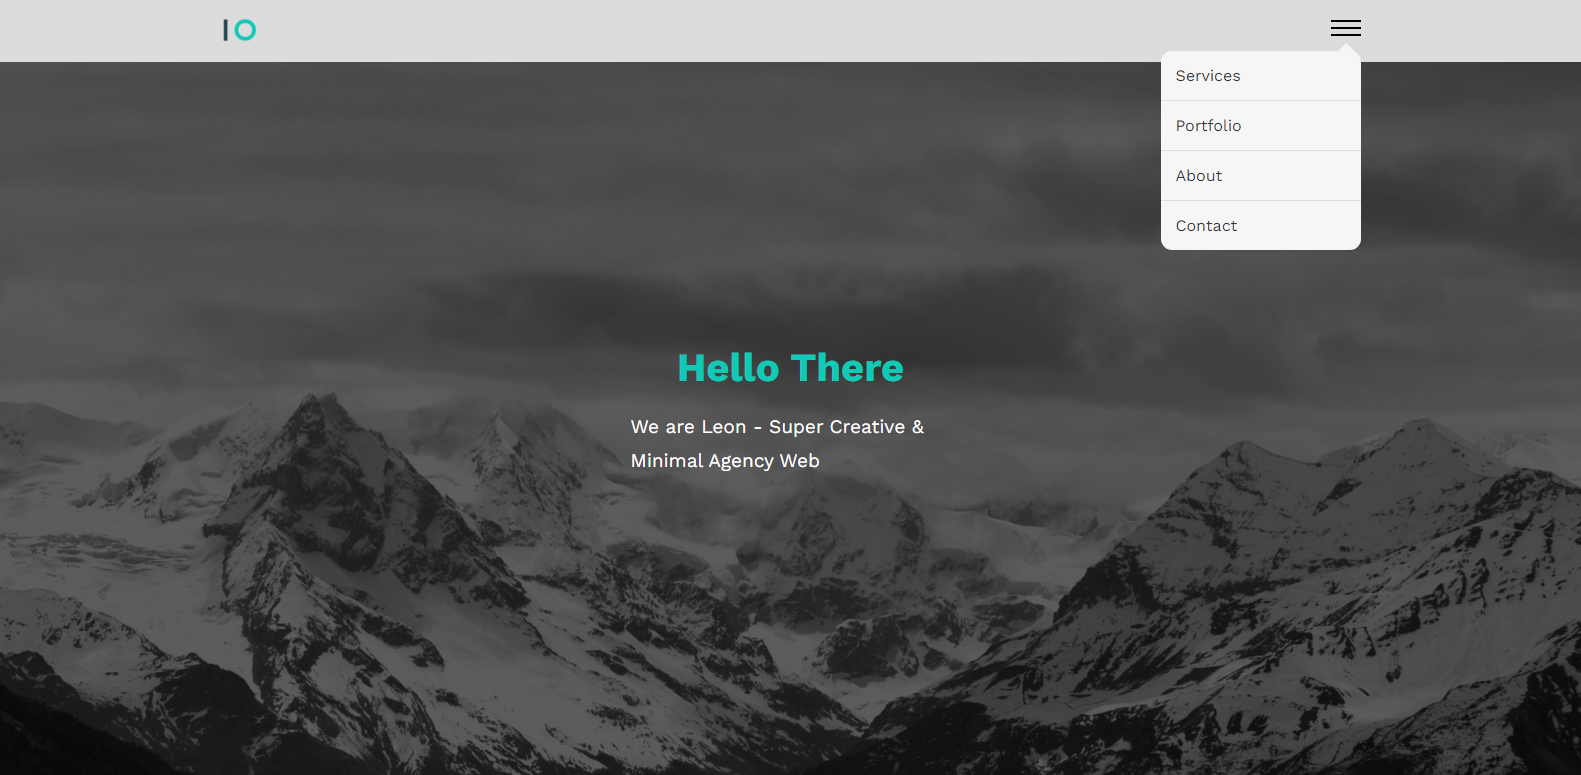 IO
Services
Portfolio
About
Contact
Hello There
We are Leon - Super Creative &
Minimal Agency Web